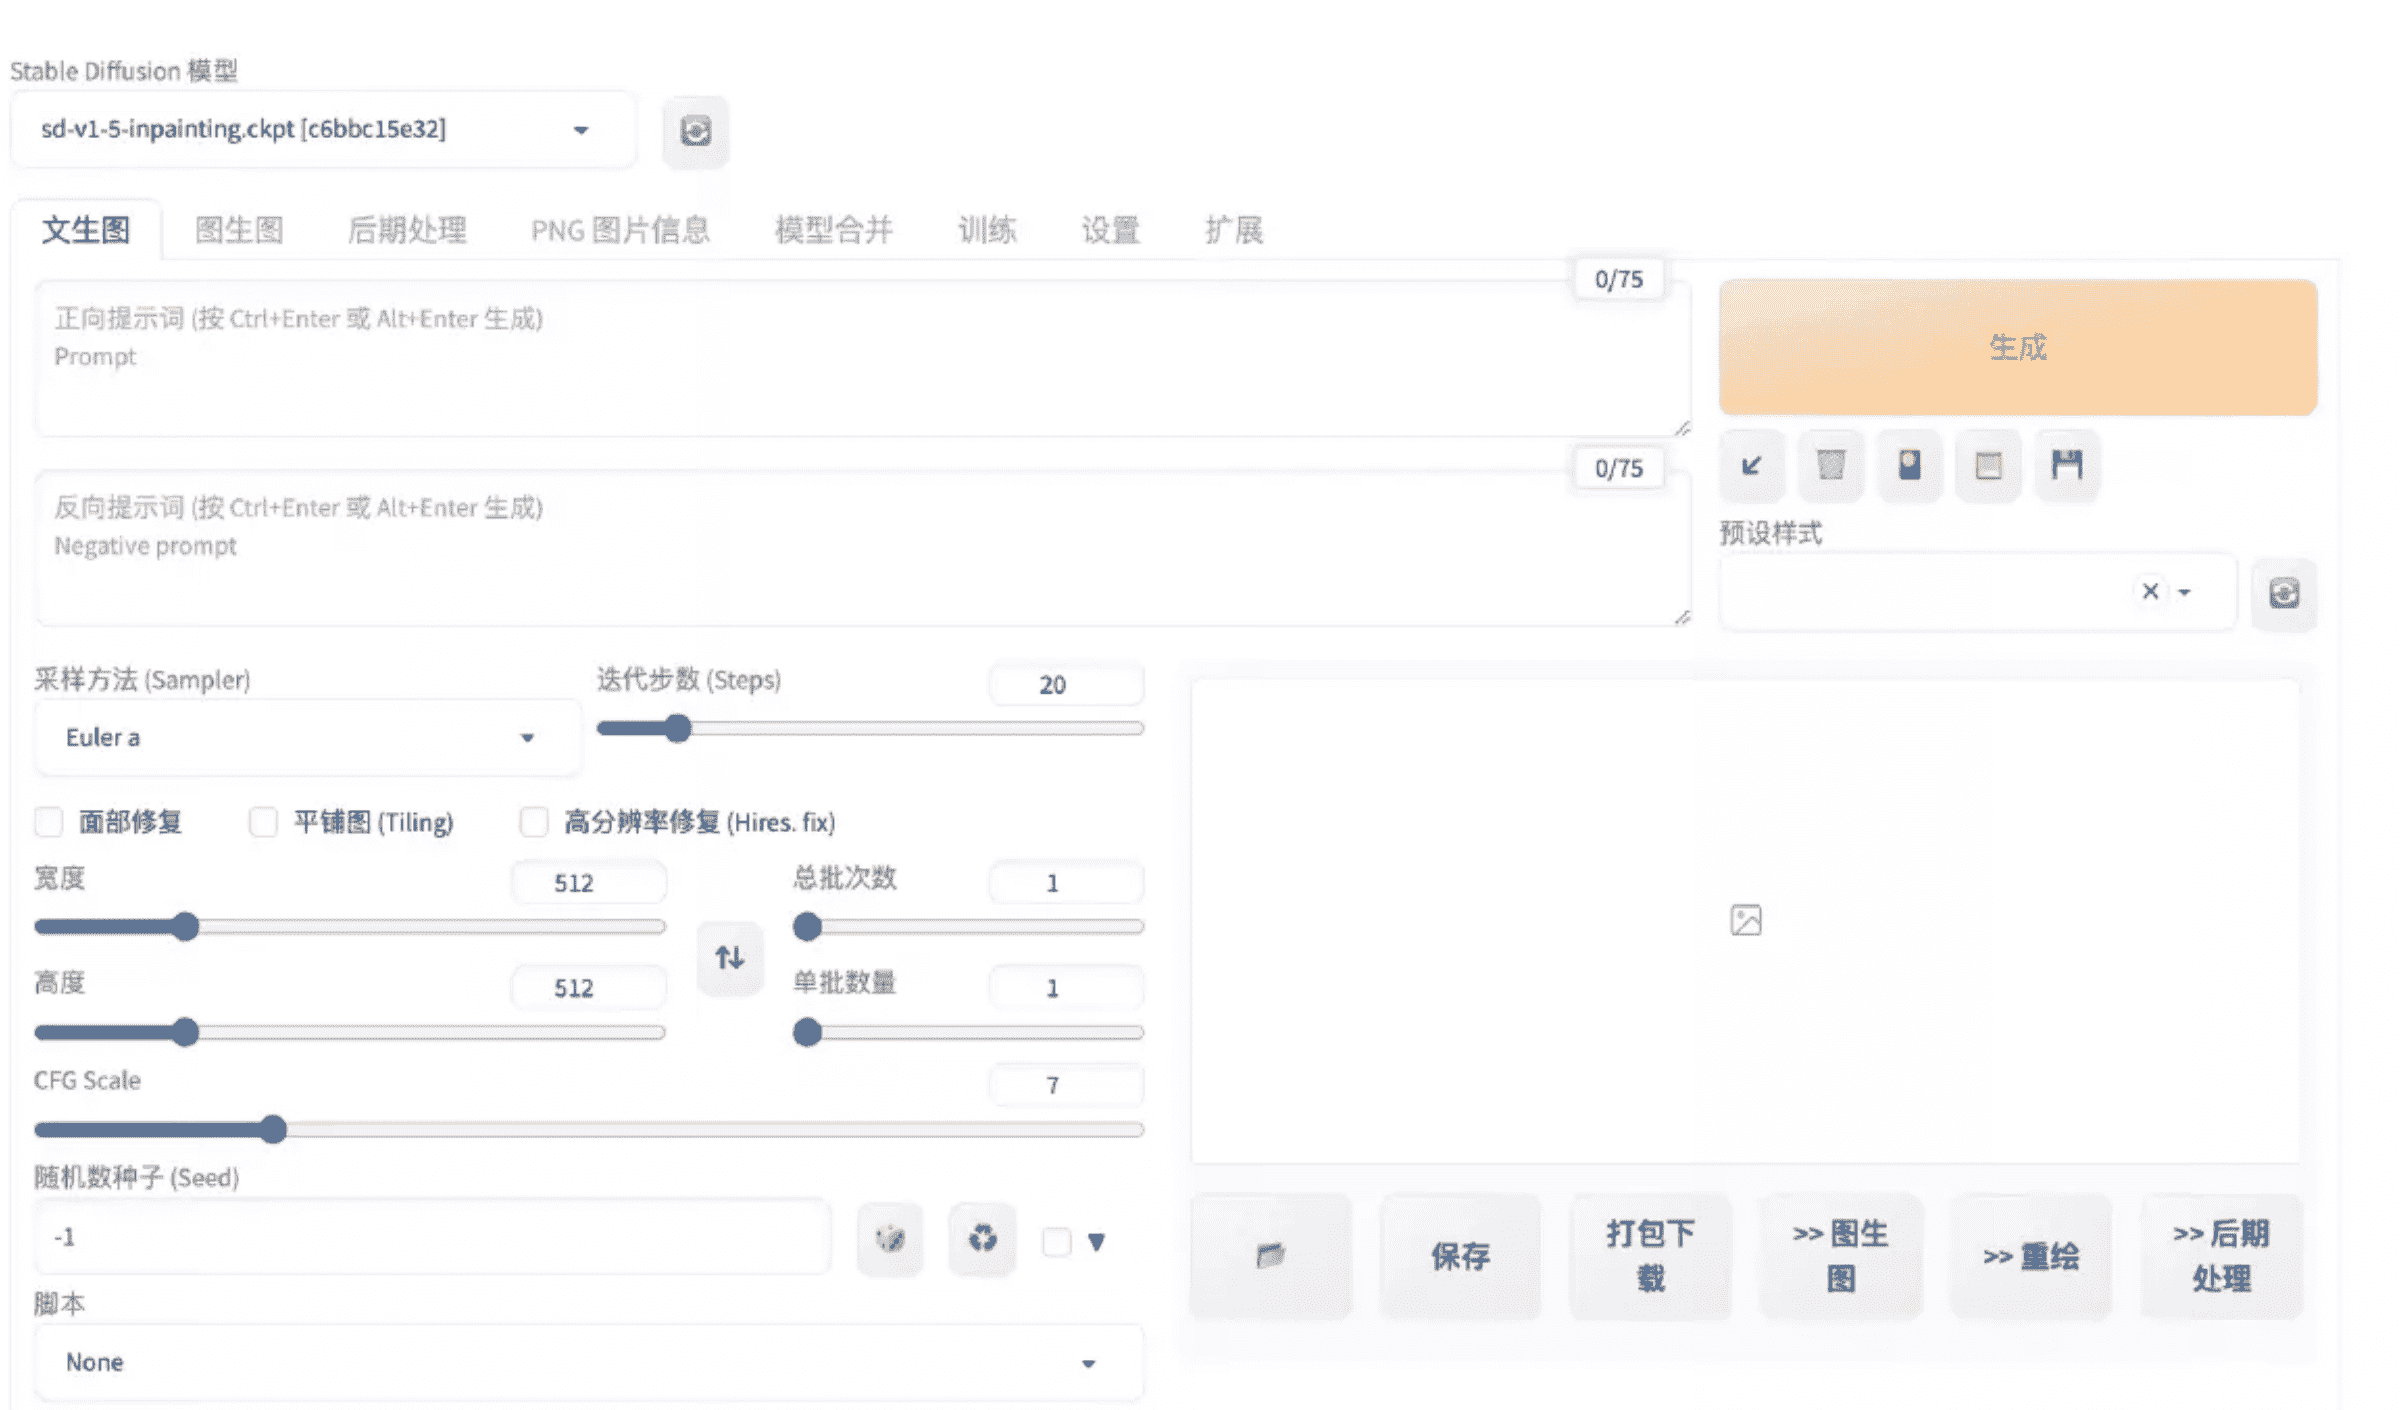 Stable Diffusion 模型
sd-v1-5-inpainting.ckpt [c6bbc15e32]
文生图 图生图 后期处理 PNG 图片信息 模型合并 训练 设置 扩展
0/75
正向提示词 (按 Ctrl+Enter 或 Alt+Enter 生成)
Prompt
生成
0/75
反向提示词 (按 Ctrl+Enter 或 Alt+Enter 生成)
Negative prompt
预设样式
采样方法 (Sampler)
Euler a
迭代步数 (Steps)
20
面部修复 平铺图 (Tiling) 高分辨率修复 (Hires. fix)
宽度
512
总批次数
1
高度
512
单批数量
1
CFG Scale
7
随机数种子 (Seed)
-1
脚本
None
保存
打包下
载
>> 图生
图
>> 重绘
>> 后期
处理